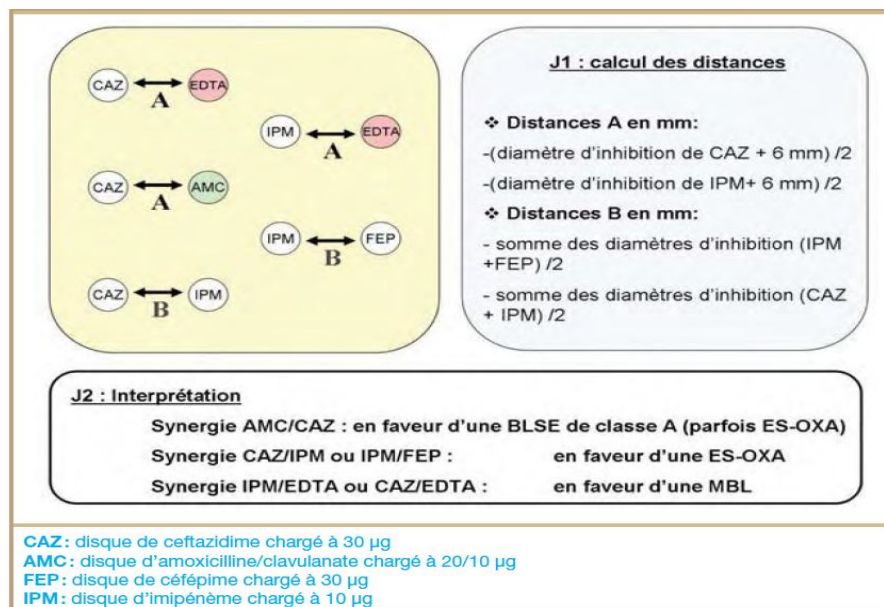 CAZ EDTA
A
IPM EDTA
A
CAZ AMC
A
IPM FEP
B
CAZ IPM
B
J1 : calcul des distances
❖ Distances A en mm:
-(diamètre d'inhibition de CAZ + 6 mm) /2
-(diamètre d'inhibition de IPM+ 6 mm) /2
❖ Distances B en mm:
- somme des diamètres d'inhibition (IPM
+FEP) /2
- somme des diamètres d'inhibition (CAZ
+ IPM) /2
J2 : Interprétation
Synergie AMC/CAZ : en faveur d'une BLSE de classe A (parfois ES-OXA)
Synergie CAZ/IPM ou IPM/FEP : en faveur d'une ES-OXA
Synergie IPM/EDTA ou CAZ/EDTA : en faveur d'une MBL
CAZ : disque de ceftazidime chargé à 30 µg
AMC : disque d'amoxicilline/clavulanate chargé à 20/10 µg
FEP : disque de céfépime chargé à 30 µg
IPM : disque d'imipénème chargé à 10 µg